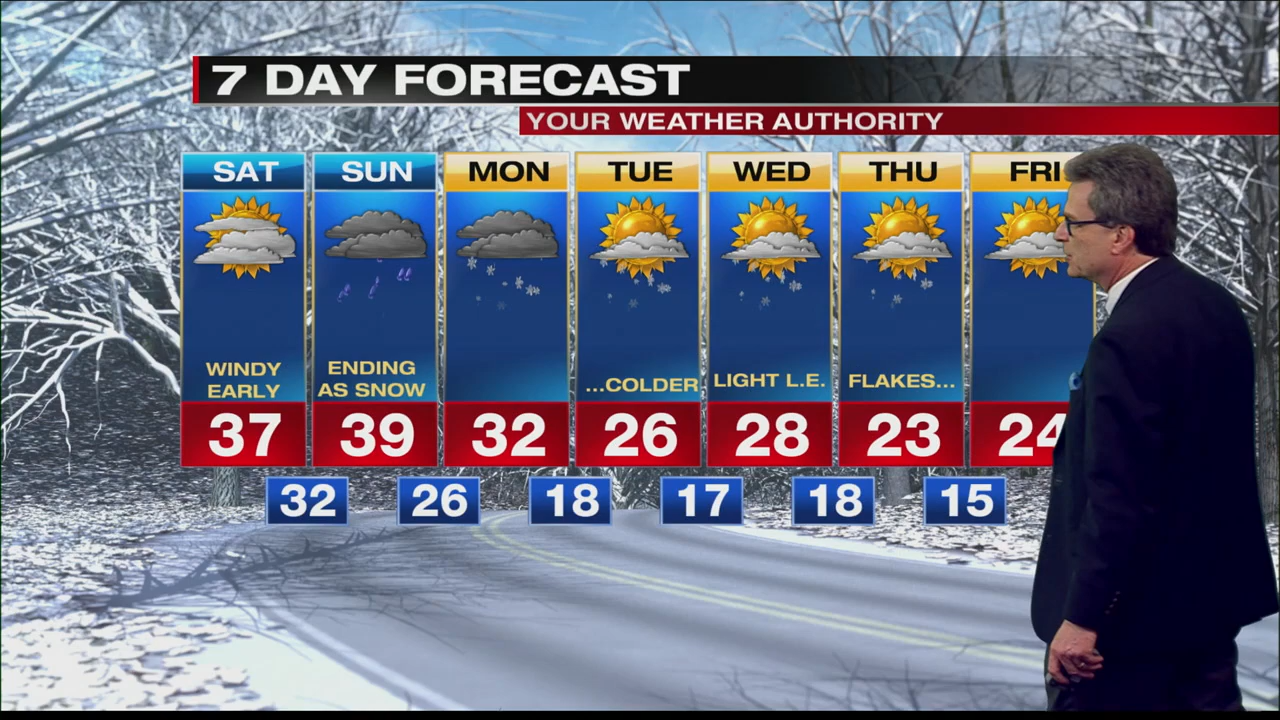 7 DAY FORECAST
YOUR WEATHER AUTHORITY
SAT SUN MON TUE WED THU FRI
WINDY EARLY
ENDING AS SNOW
...COLDER
LIGHT L.E.
FLAKES...
37 39 32 26 28 23 24
32 26 18 17 18 15